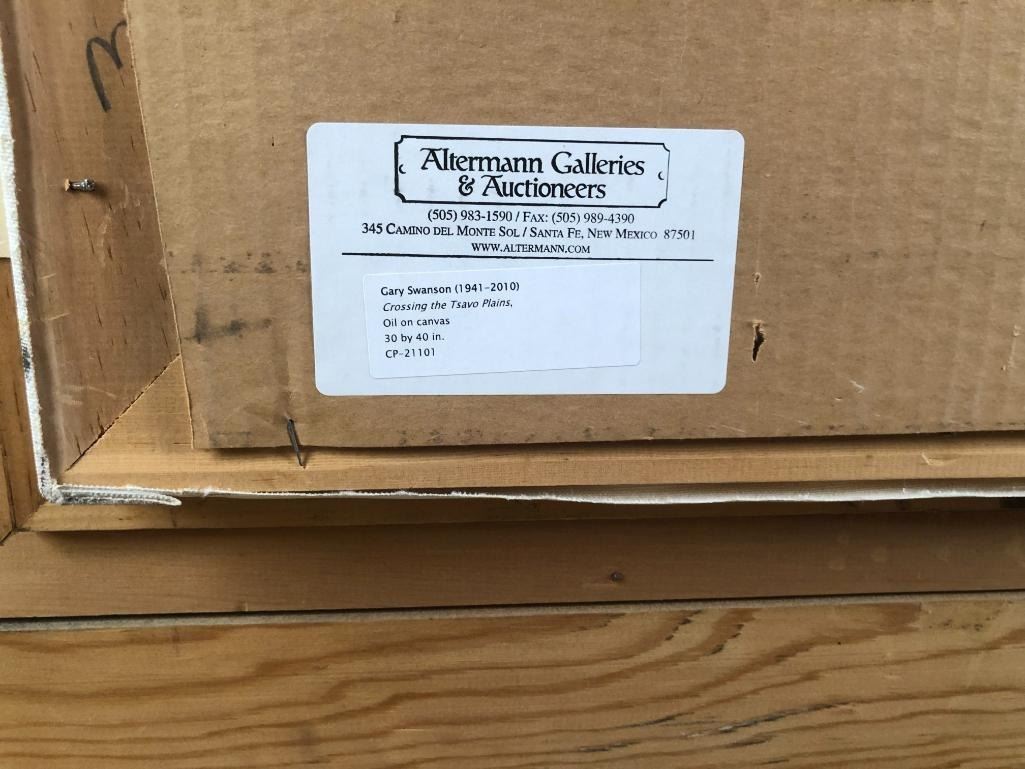 Altermann Galleries
& Auctioneers
(505) 983-1590 / FAX: (505) 989-4390
345 CAMINO DEL MONTE SOL / SANTA FE, NEW MEXICO 87501
WWW.ALTERMANN.COM
Gary Swanson (1941-2010)
Crossing the Tsavo Plains,
Oil on canvas
30 by 40 in.
CP-21101